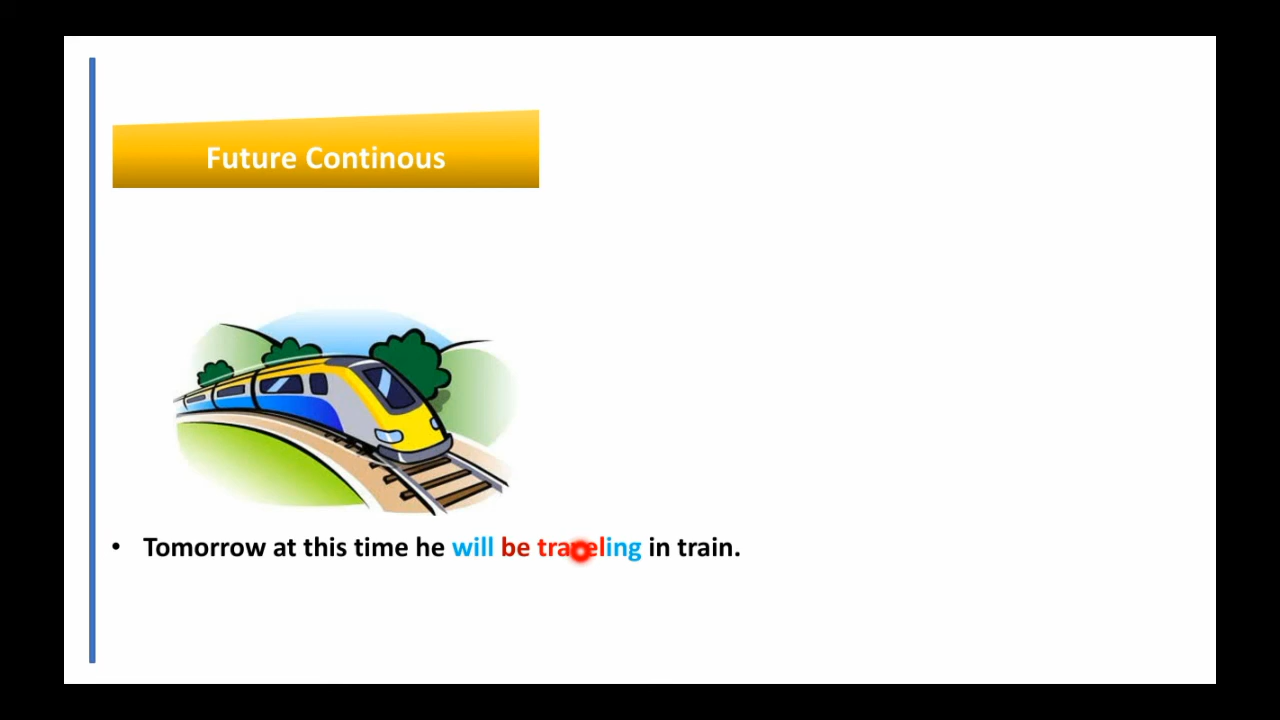 Future Continous
• Tomorrow at this time he will be traveling in train.